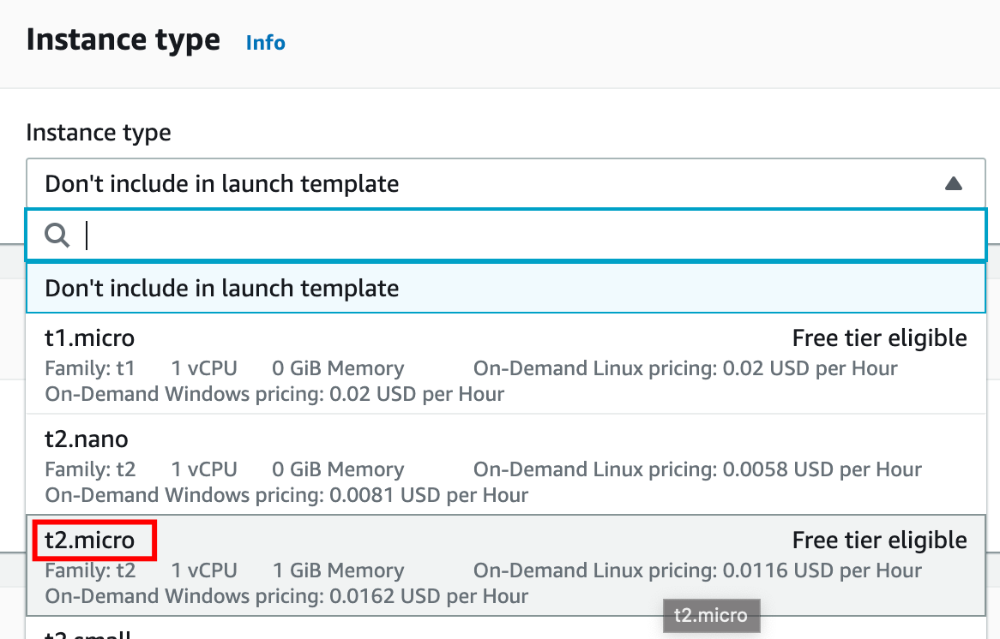 Instance type Info
Instance type
Don't include in launch template
Don't include in launch template
t1.micro Free tier eligible
Family: t1 1 vCPU 0 GiB Memory On-Demand Linux pricing: 0.02 USD per Hour
On-Demand Windows pricing: 0.02 USD per Hour
t2.nano
Family: t2 1 vCPU 0 GiB Memory On-Demand Linux pricing: 0.0058 USD per Hour
On-Demand Windows pricing: 0.0081 USD per Hour
t2.micro Free tier eligible
Family: t2 1 vCPU 1 GiB Memory On-Demand Linux pricing: 0.0116 USD per Hour
On-Demand Windows pricing: 0.0162 USD per Hour
t2.micro
t2.small